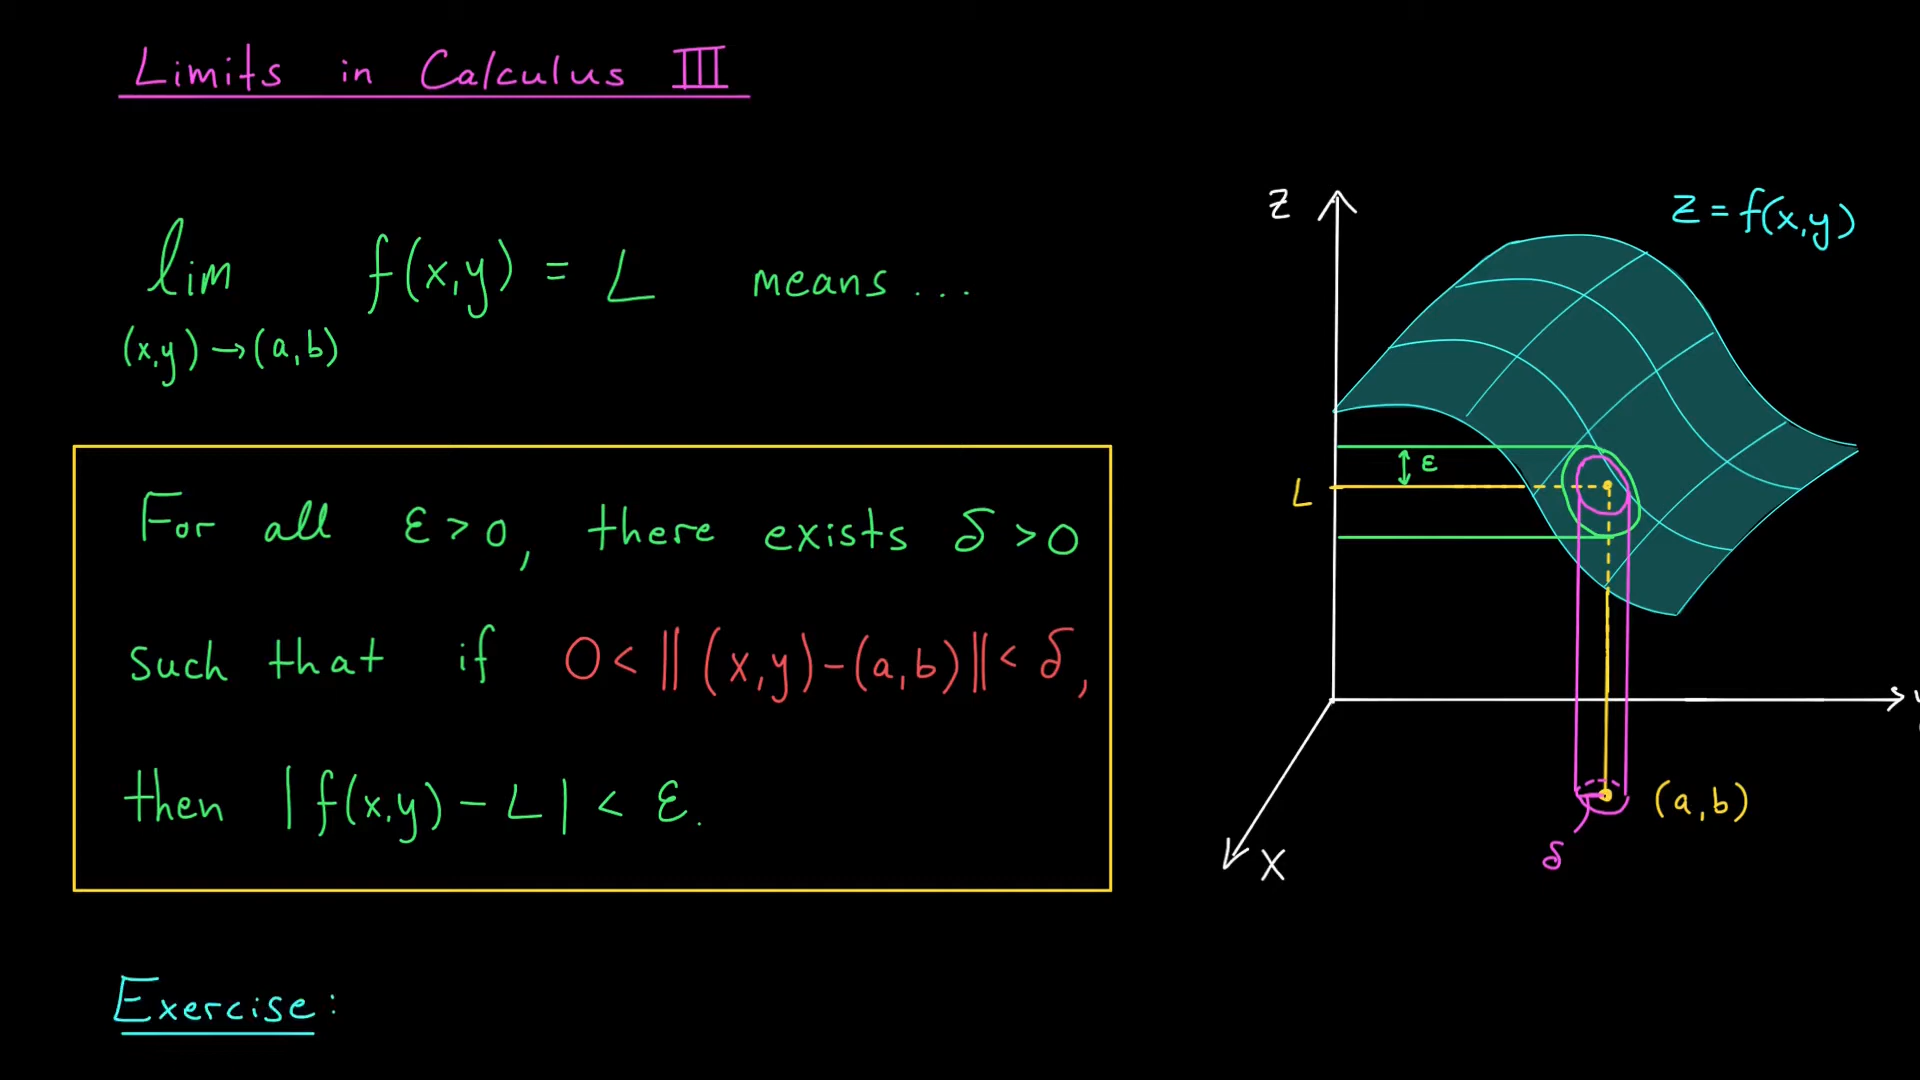 Limits in Calculus III
lim f(x,y) = L means ...
(x,y)→(a,b)
For all ε>0, there exists δ>0
such that if 0<‖(x,y)-(a,b)‖<δ,
then |f(x,y)-L| < ε.
Exercise:
z
z=f(x,y)
ε
L
(a,b)
δ
x